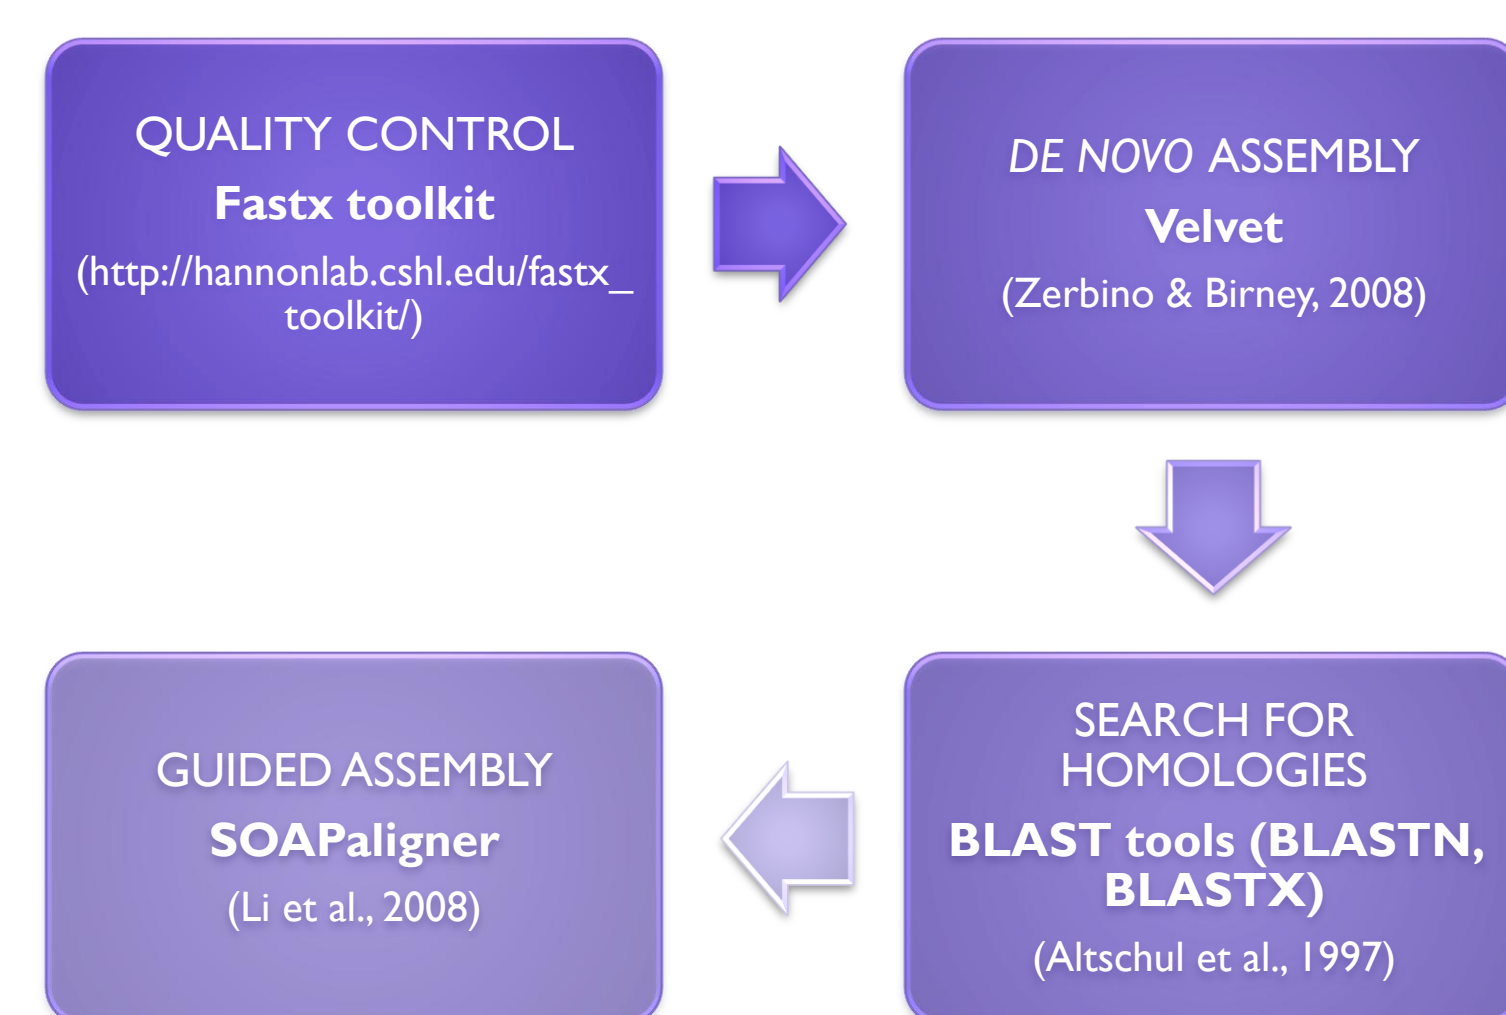 QUALITY CONTROL
Fastx toolkit
(http://hannonlab.cshl.edu/fastx_
toolkit/)
DE NOVO ASSEMBLY
Velvet
(Zerbino & Birney, 2008)
SEARCH FOR
HOMOLOGIES
BLAST tools (BLASTN,
BLASTX)
(Altschul et al., 1997)
GUIDED ASSEMBLY
SOAPaligner
(Li et al., 2008)